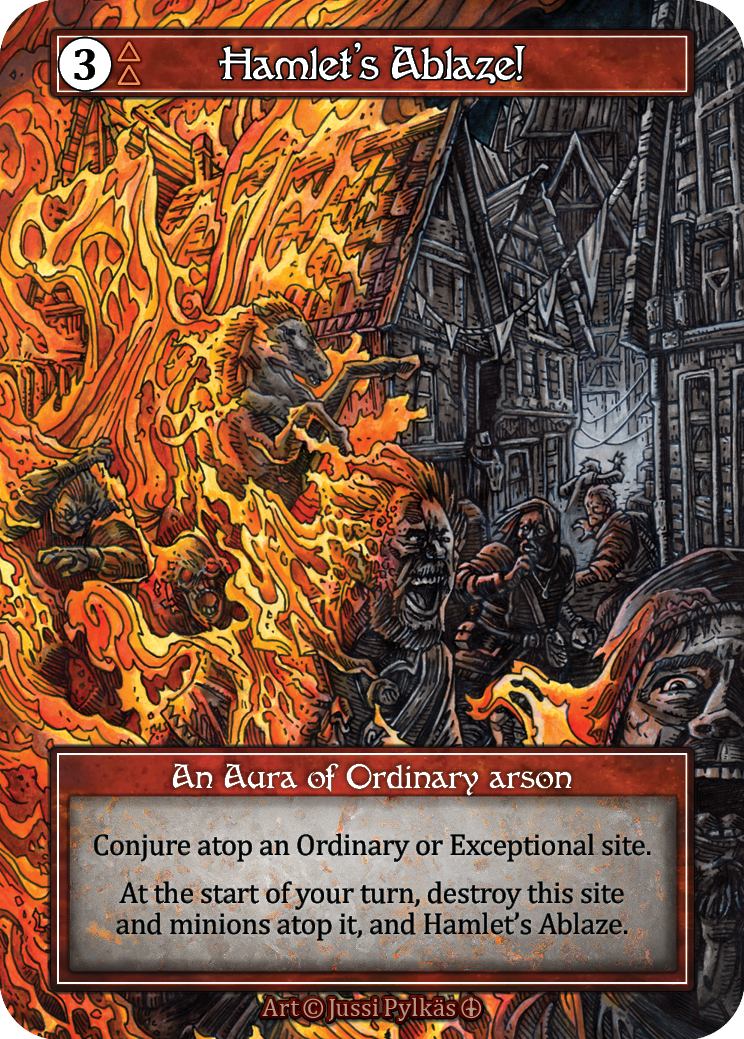 3 Hamlet's Ablaze!
An Aura of Ordinary arson
Conjure atop an Ordinary or Exceptional site.
At the start of your turn, destroy this site
and minions atop it, and Hamlet's Ablaze.
Art © Jussi Pylkäs